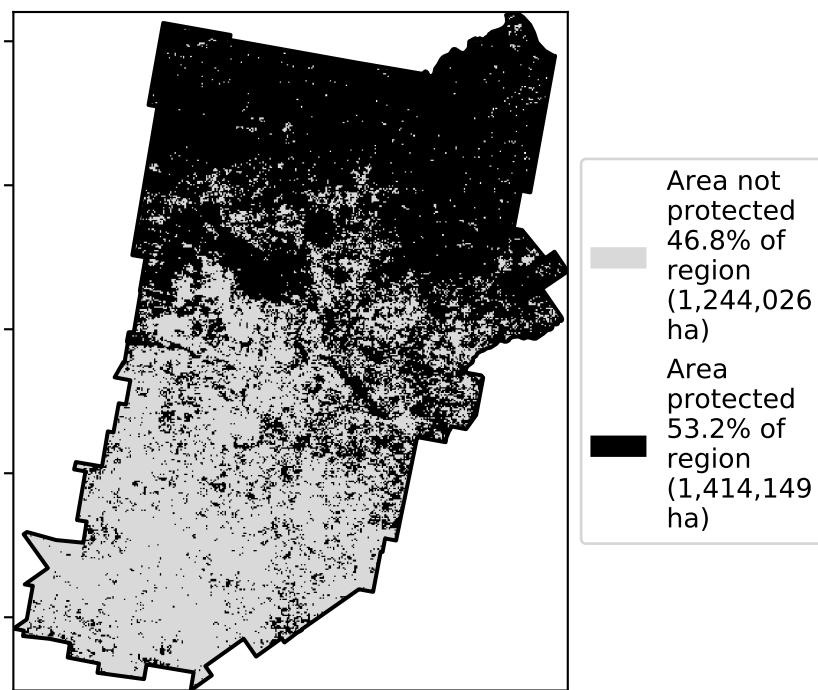 Area not
protected
46.8% of
region
(1,244,026
ha)
Area
protected
53.2% of
region
(1,414,149
ha)